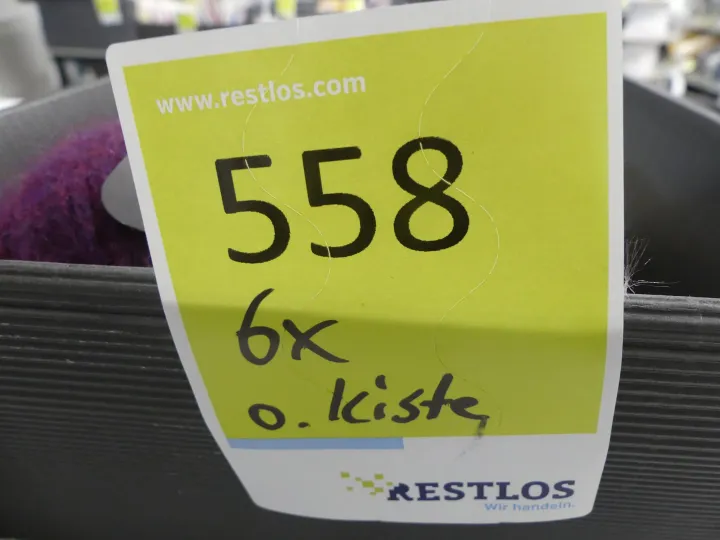 www.restlos.com
558
6x
o. Kiste
RESTLOS
Wir handeln.